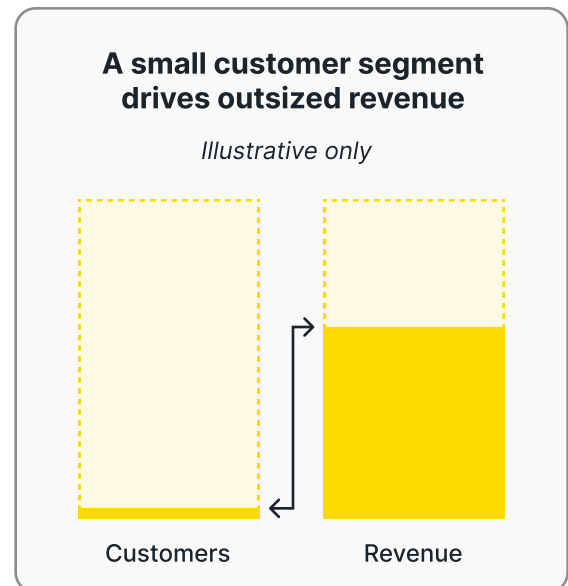 A small customer segment
drives outsized revenue
Illustrative only
Customers
Revenue